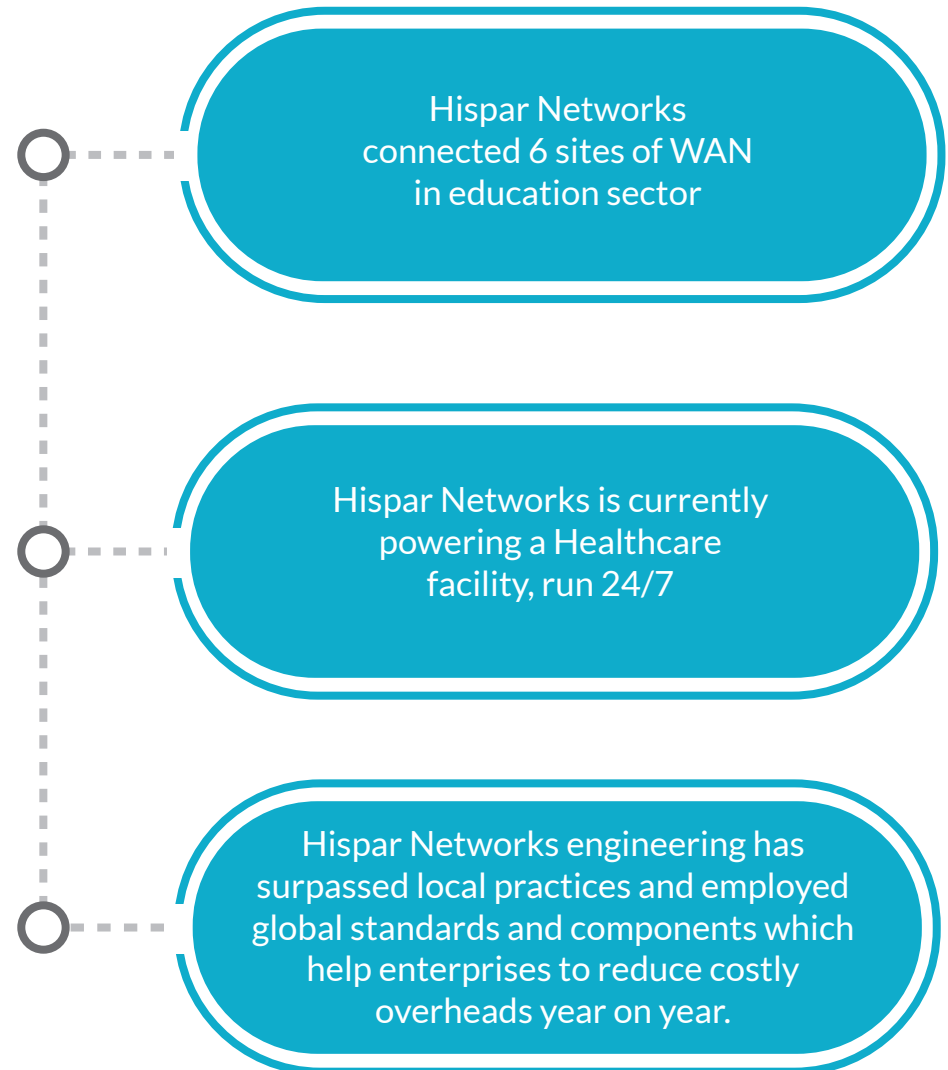 Hispar Networks
connected 6 sites of WAN
in education sector
Hispar Networks is currently
powering a Healthcare
facility, run 24/7
Hispar Networks engineering has
surpassed local practices and employed
global standards and components which
help enterprises to reduce costly
overheads year on year.